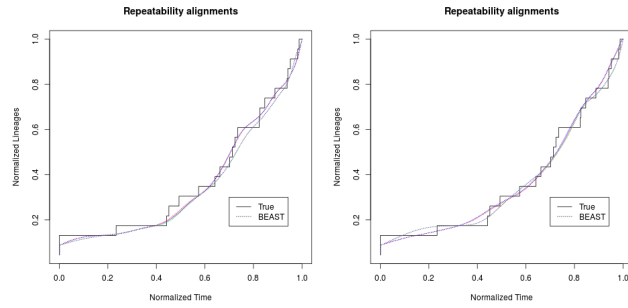 Repeatability alignments
Normalized Lineages
1.0
0.8
0.6
0.4
0.2
True
BEAST
0.0 0.2 0.4 0.6 0.8 1.0
Normalized Time
Repeatability alignments
Normalized Lineages
1.0
0.8
0.6
0.4
0.2
True
BEAST
0.0 0.2 0.4 0.6 0.8 1.0
Normalized Time